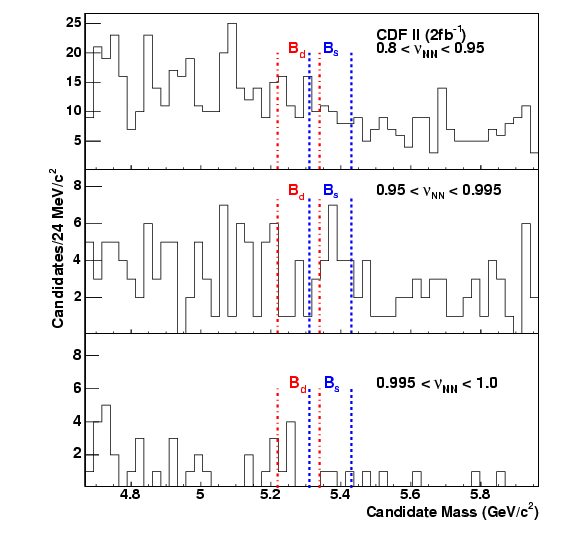 25
20
15
10
5
B_d
B_s
CDF II (2fb⁻¹)
0.8 < ν_NN < 0.95
8
6
4
2
B_d
B_s
0.95 < ν_NN < 0.995
Candidates/24 MeV/c²
8
6
4
2
B_d
B_s
0.995 < ν_NN < 1.0
4.8 5 5.2 5.4 5.6 5.8
Candidate Mass (GeV/c²)